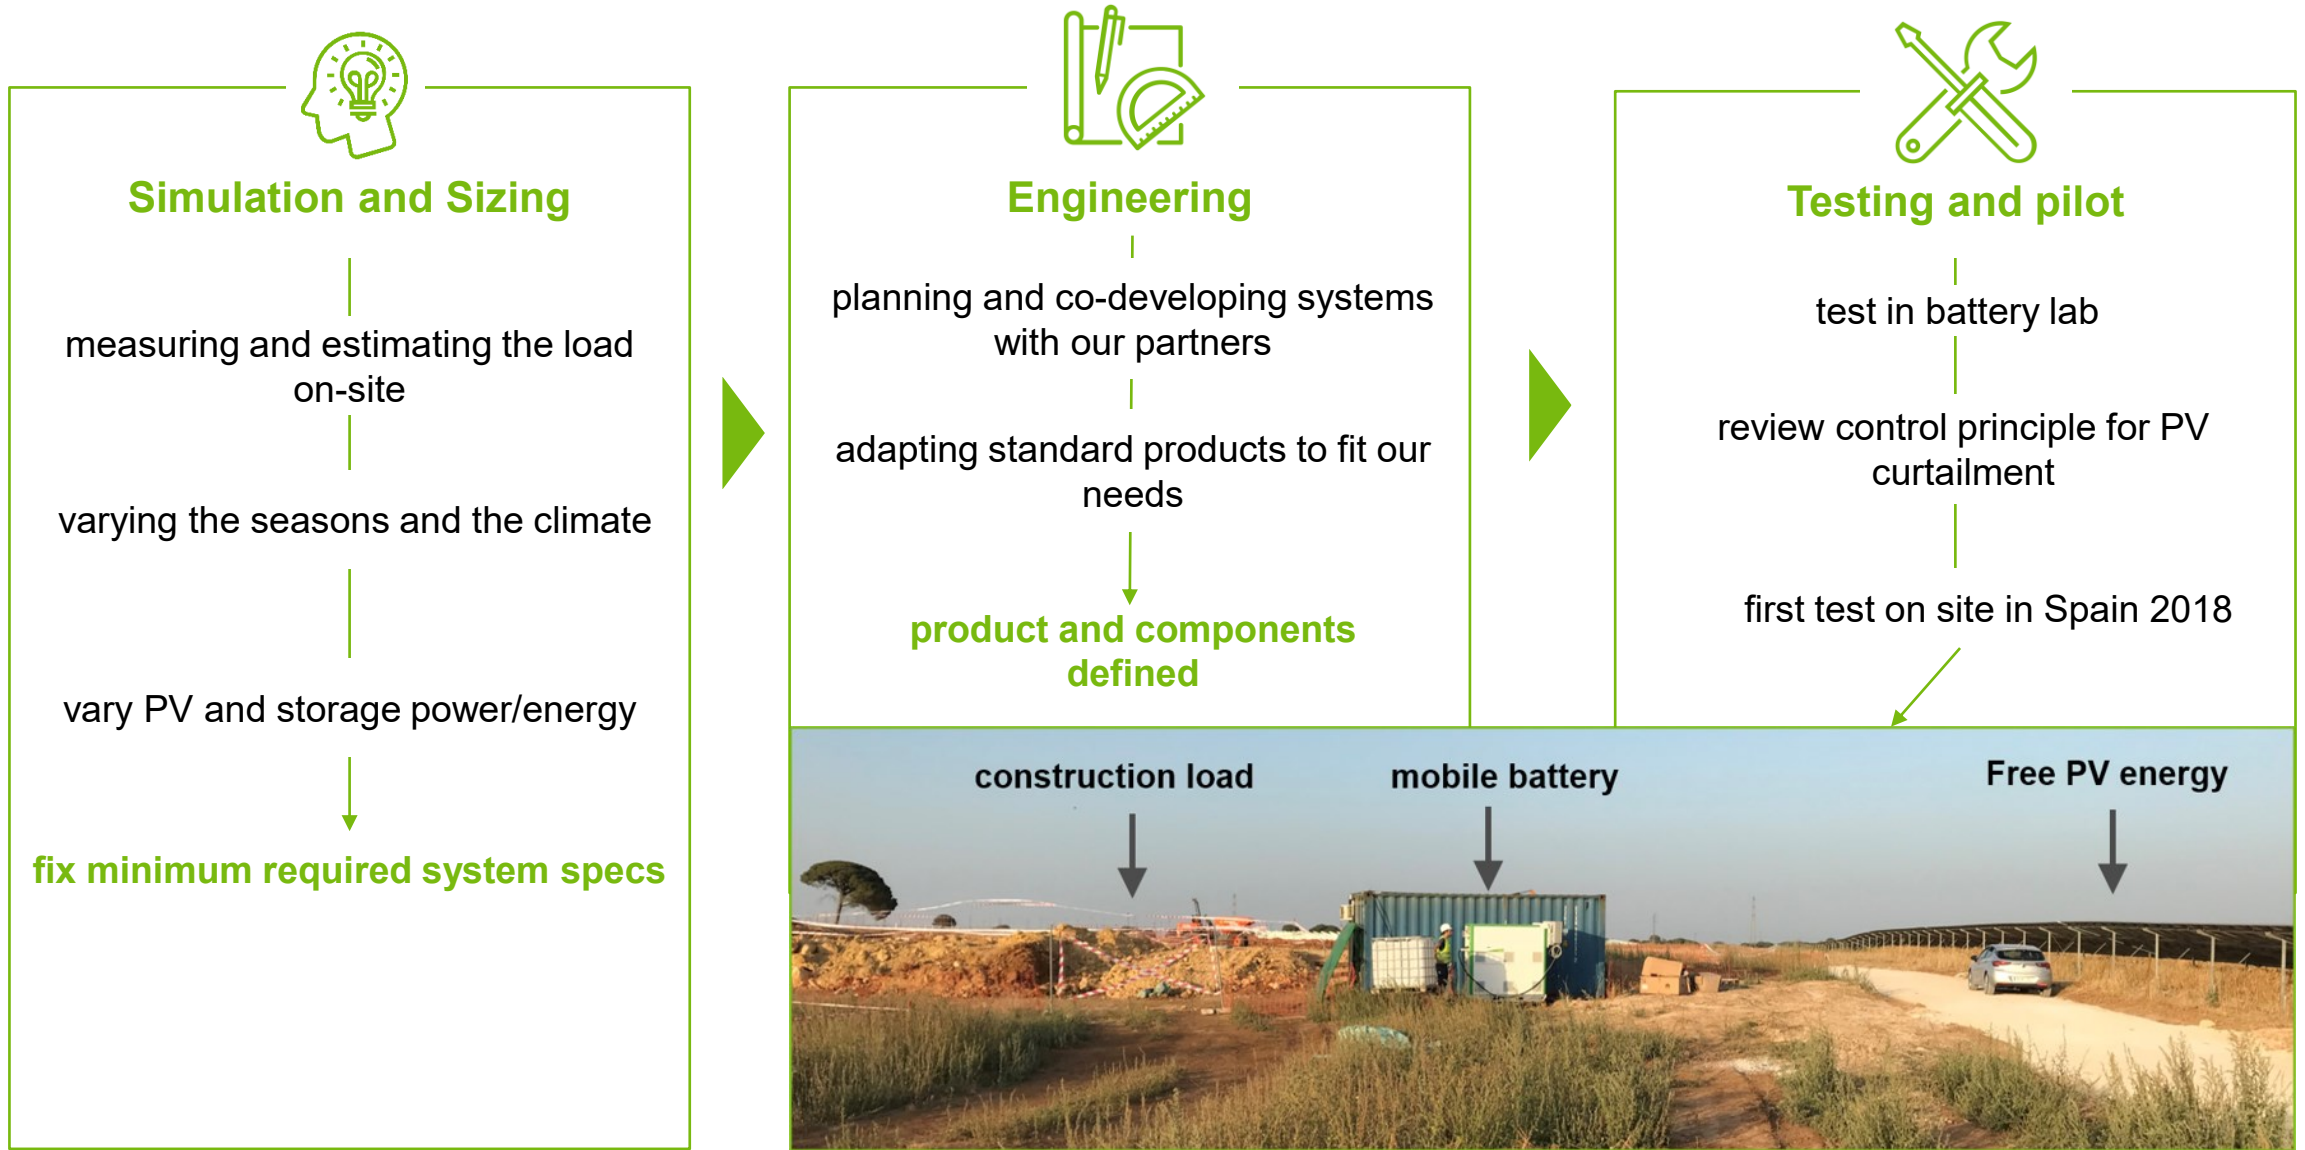 Simulation and Sizing
measuring and estimating the load
on-site
varying the seasons and the climate
vary PV and storage power/energy
fix minimum required system specs
Engineering
planning and co-developing systems
with our partners
adapting standard products to fit our
needs
product and components
defined
Testing and pilot
test in battery lab
review control principle for PV
curtailment
first test on site in Spain 2018
construction load
mobile battery
Free PV energy